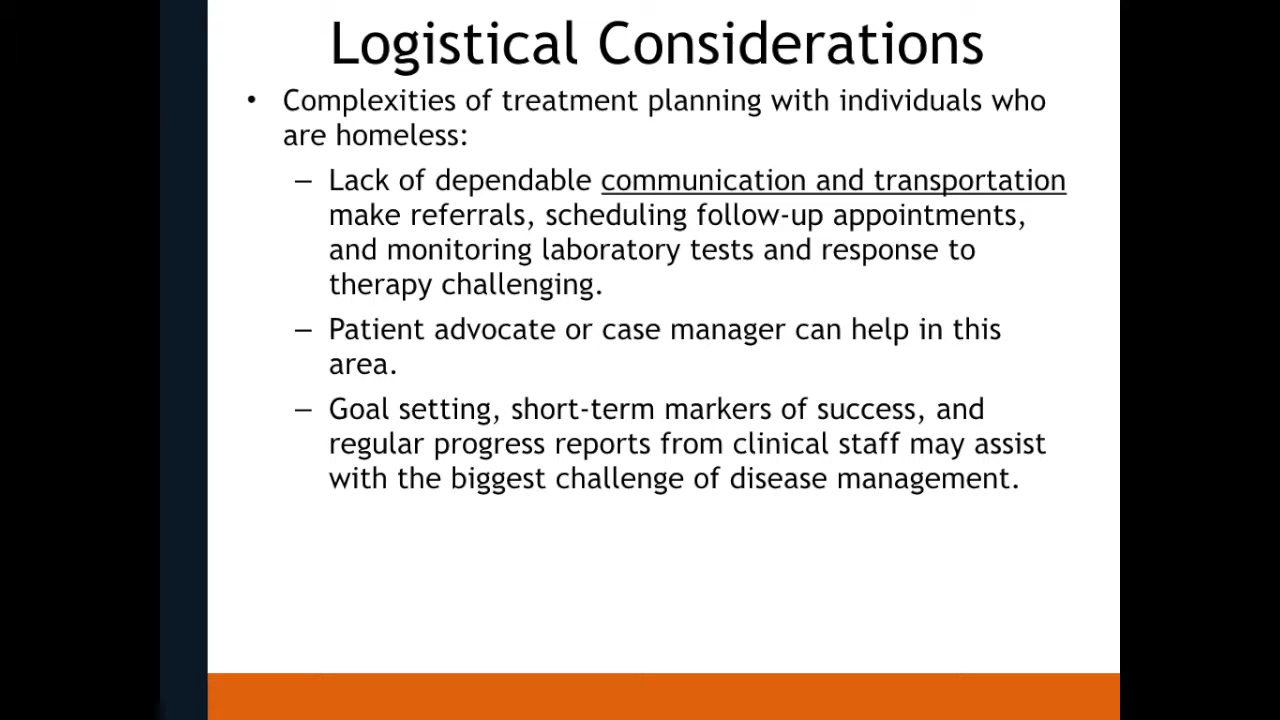 Logistical Considerations
• Complexities of treatment planning with individuals who
are homeless:
– Lack of dependable communication and transportation
make referrals, scheduling follow-up appointments,
and monitoring laboratory tests and response to
therapy challenging.
– Patient advocate or case manager can help in this
area.
– Goal setting, short-term markers of success, and
regular progress reports from clinical staff may assist
with the biggest challenge of disease management.